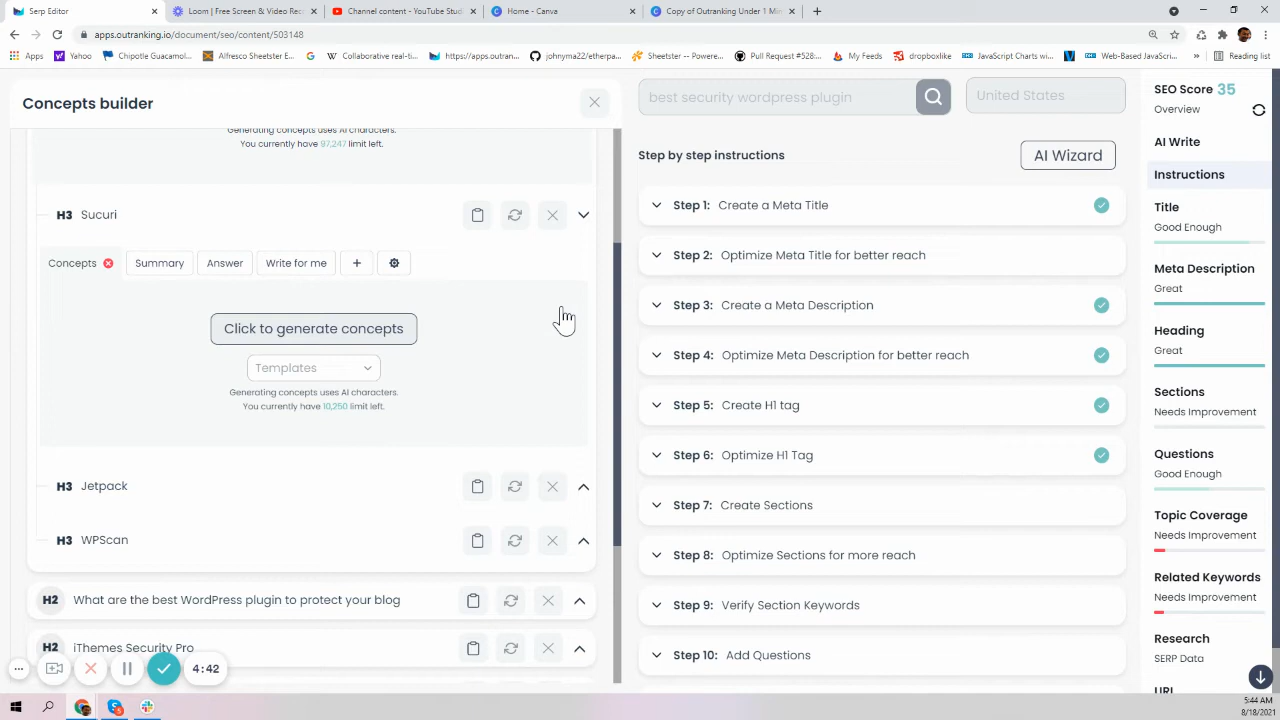 Serp Editor
Loom | Free Screen & Video Rec
Channel content - YouTube Stud
Home - Canva
Copy of Outranking Under 1 Min
apps.outranking.io/document/seo/content/503148
Apps
Yahoo
Chipotle Guacamol...
Alfresco Sheetster E...
Collaborative real-ti...
https://apps.outran...
johnyma22/etherpa...
Sheetster -- Powere...
Pull Request #528:...
My Feeds
dropboxlike
JavaScript Charts w...
Web-Based JavaScri...
Reading list
Concepts builder
best security wordpress plugin
United States
SEO Score 35
Overview
Generating concepts uses AI characters.
You currently have 97,247 limit left.
AI Write
Step by step instructions
AI Wizard
Instructions
H3 Sucuri
Step 1: Create a Meta Title
Title
Good Enough
Concepts
Summary
Answer
Write for me
Step 2: Optimize Meta Title for better reach
Meta Description
Great
Step 3: Create a Meta Description
Click to generate concepts
Heading
Great
Templates
Step 4: Optimize Meta Description for better reach
Generating concepts uses AI characters.
You currently have 10,250 limit left.
Step 5: Create H1 tag
Sections
Needs Improvement
Step 6: Optimize H1 Tag
Questions
Good Enough
H3 Jetpack
Step 7: Create Sections
Topic Coverage
Needs Improvement
H3 WPScan
Step 8: Optimize Sections for more reach
Related Keywords
Needs Improvement
H2 What are the best WordPress plugin to protect your blog
Step 9: Verify Section Keywords
H2 iThemes Security Pro
Step 10: Add Questions
Research
SERP Data
URL
4:42
5:44 AM
8/18/2021